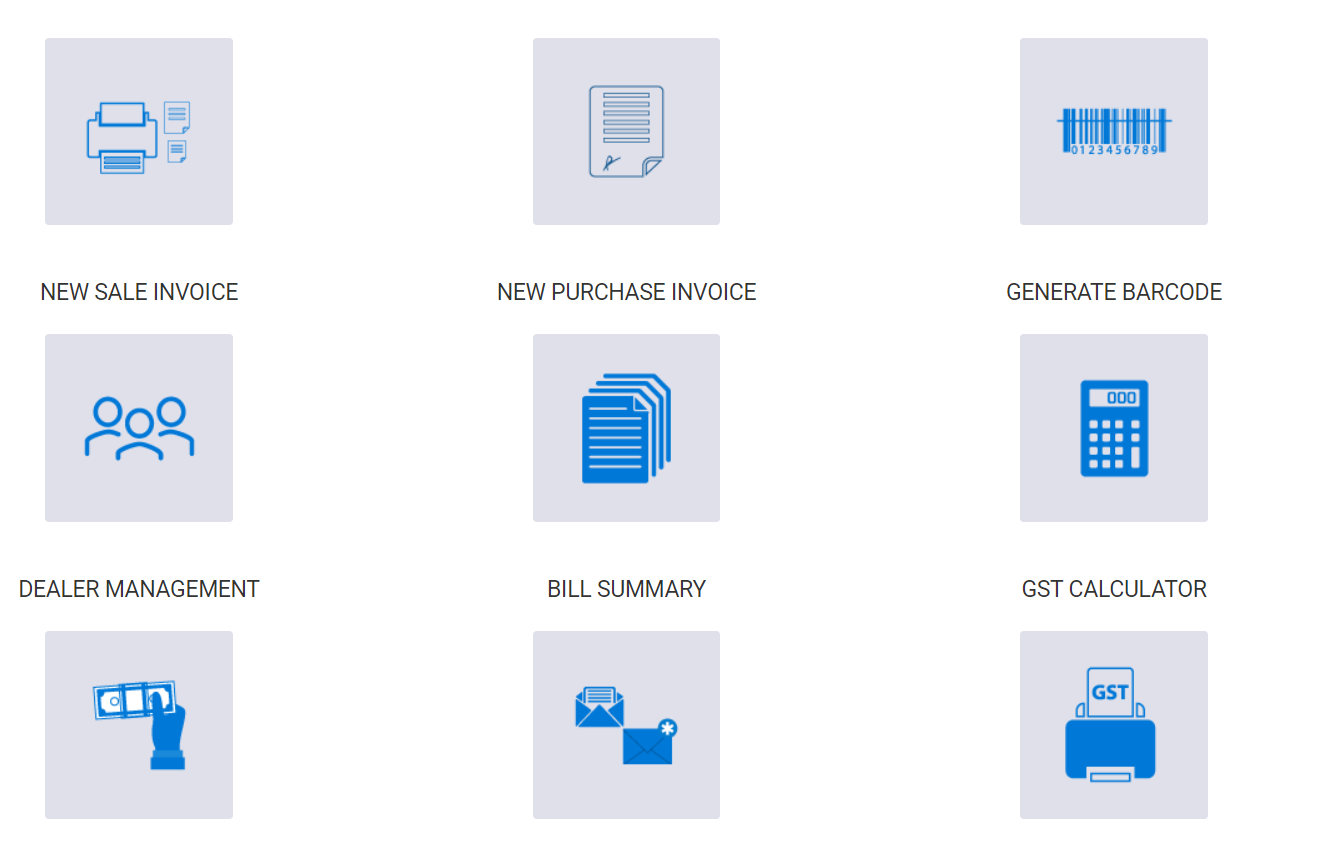 0123456789
NEW SALE INVOICE
NEW PURCHASE INVOICE
GENERATE BARCODE
000
DEALER MANAGEMENT
BILL SUMMARY
GST CALCULATOR
GST